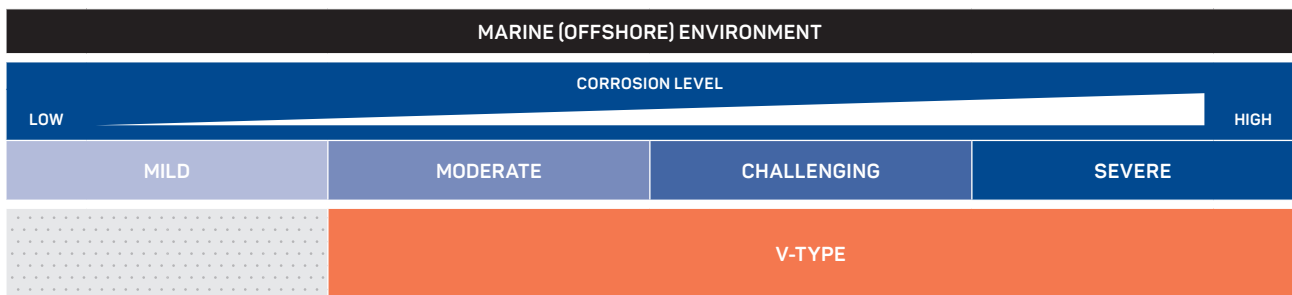 MARINE (OFFSHORE) ENVIRONMENT
CORROSION LEVEL
LOW
HIGH
MILD
MODERATE
CHALLENGING
SEVERE
V-TYPE